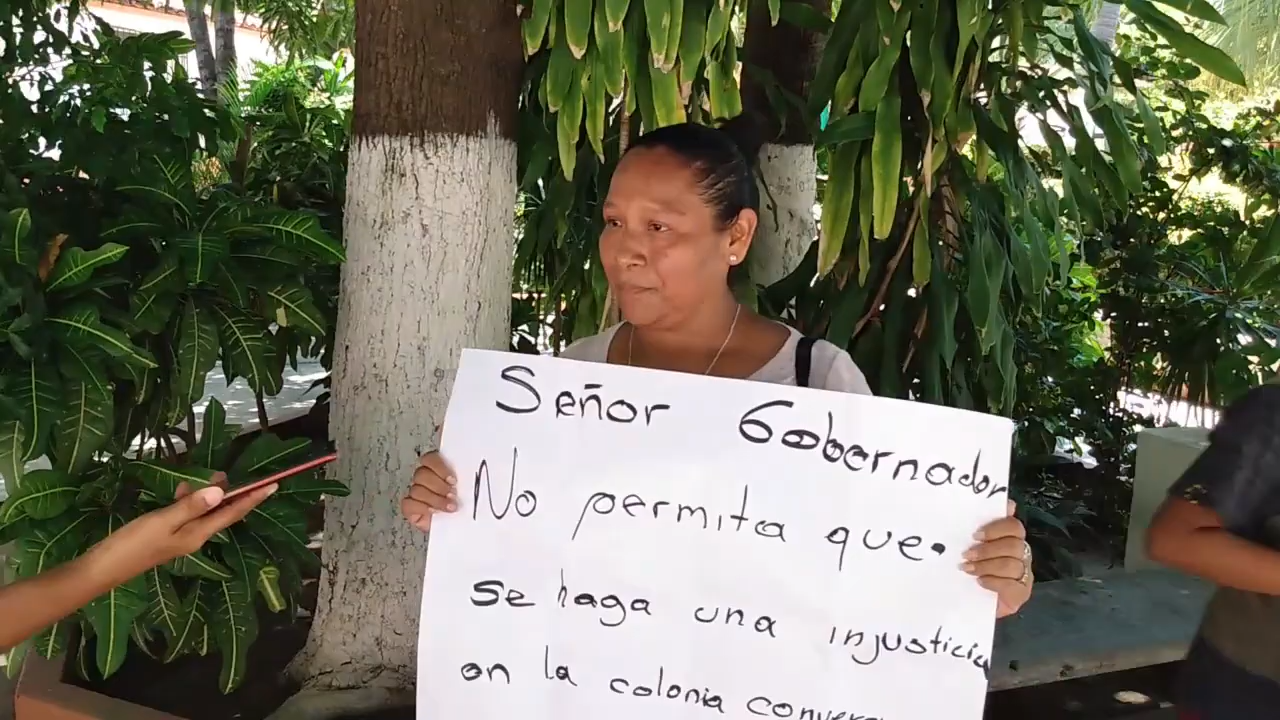 Señor Gobernador
No permita que.
se haga una injusticia
en la colonia